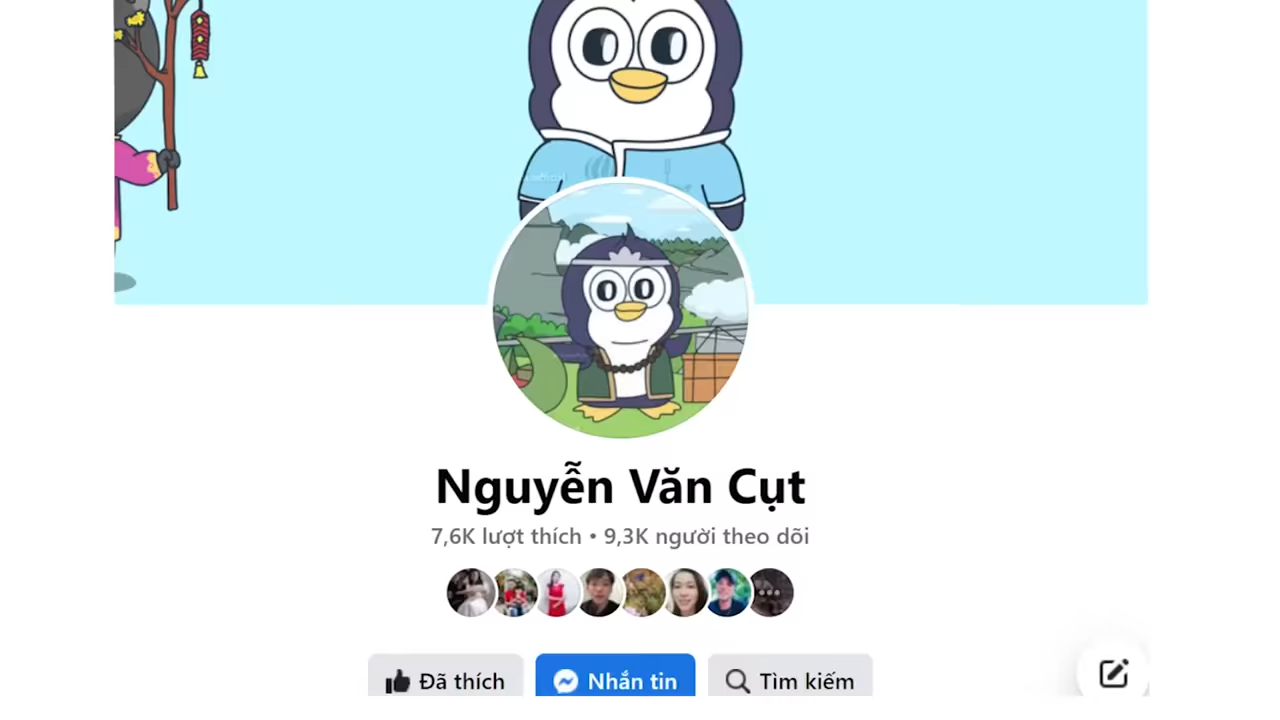 Nguyễn Văn Cụt
7,6K lượt thích • 9,3K người theo dõi
Đã thích
Nhắn tin
Tìm kiếm